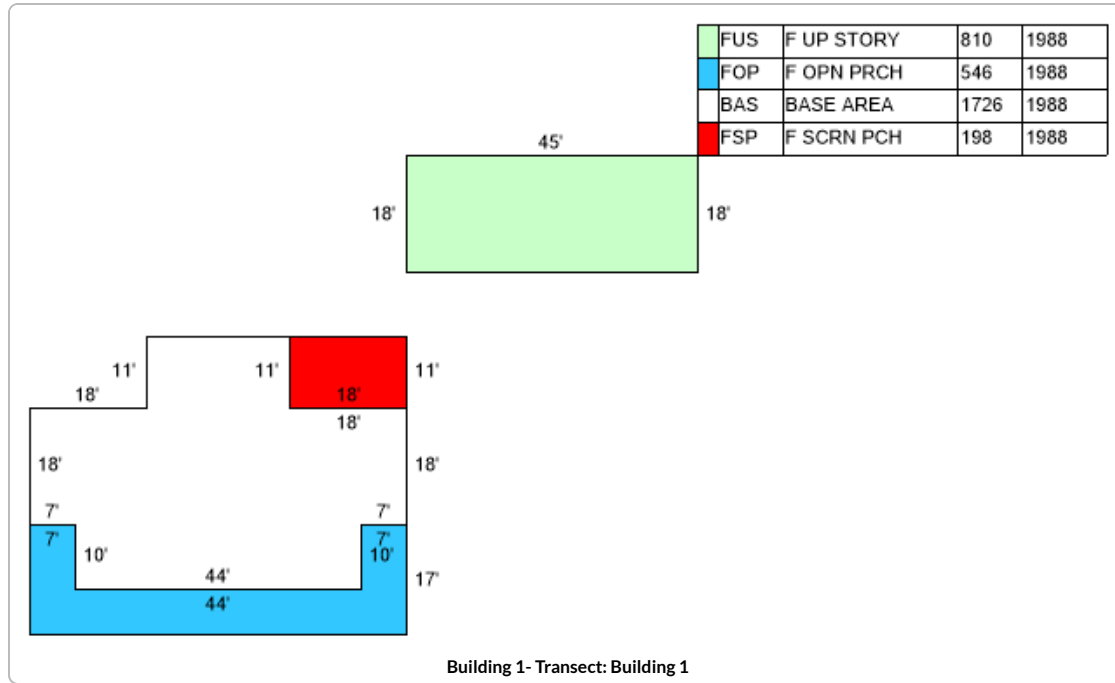 FUS F UP STORY 810 1988
FOP F OPN PRCH 546 1988
BAS BASE AREA 1726 1988
FSP F SCRN PCH 198 1988
45'
18' 18'
11' 11' 11'
18' 18'
18'
18' 18'
7' 7'
7' 7'
10' 10'
44' 17'
44'
Building 1- Transect: Building 1